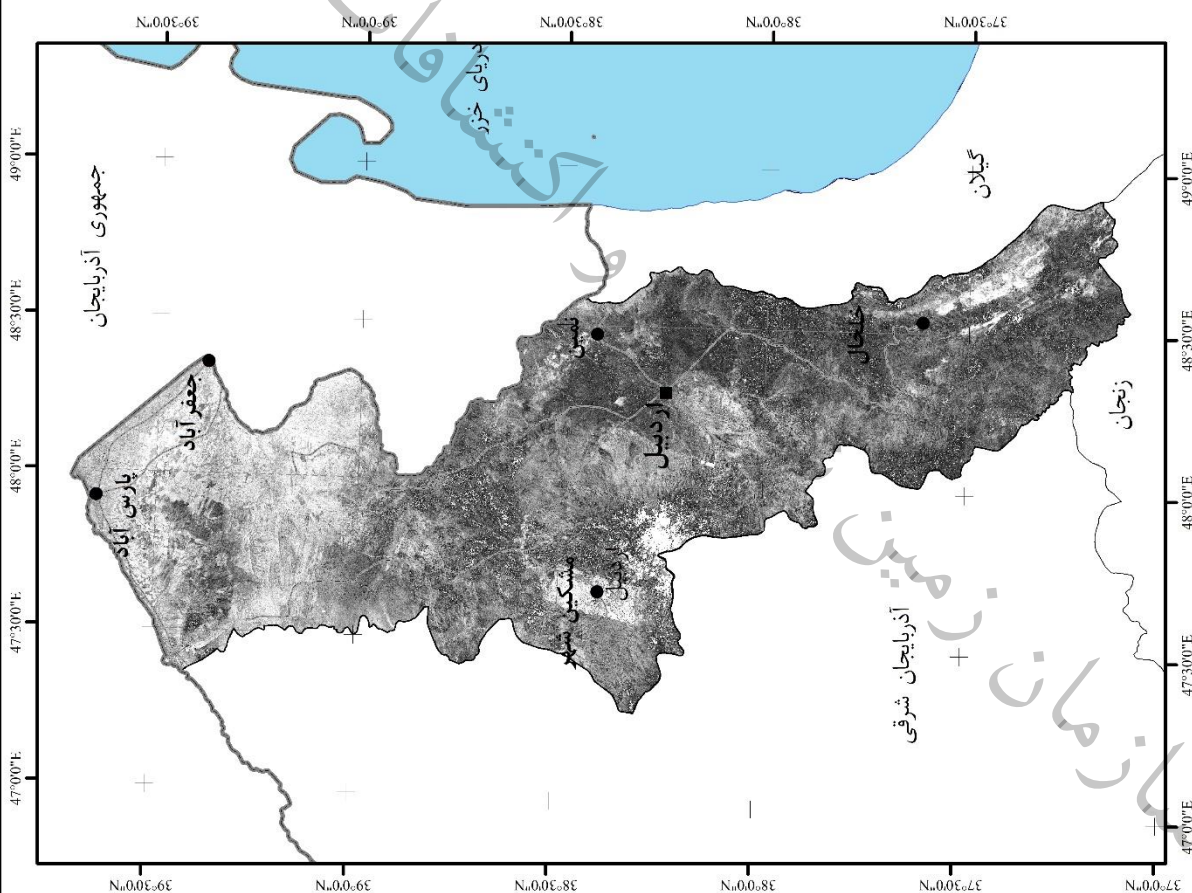 39°30'0"N
39°0'0"N
38°30'0"N
38°0'0"N
37°30'0"N
49°0'0"E
48°30'0"E
48°0'0"E
47°30'0"E
47°0'0"E
دریای خزر
جمهوری آذربایجان
گیلان
جعفر آباد
پارس آباد
نمین
اردبیل
خلخال
مشکین شهر
اردبیل
زنجان
آذربایجان شرقی
سازمان زمین
و
49°0'0"E
48°30'0"E
48°0'0"E
47°30'0"E
47°0'0"E
39°30'0"N
39°0'0"N
38°30'0"N
38°0'0"N
37°30'0"N
37°0'0"N